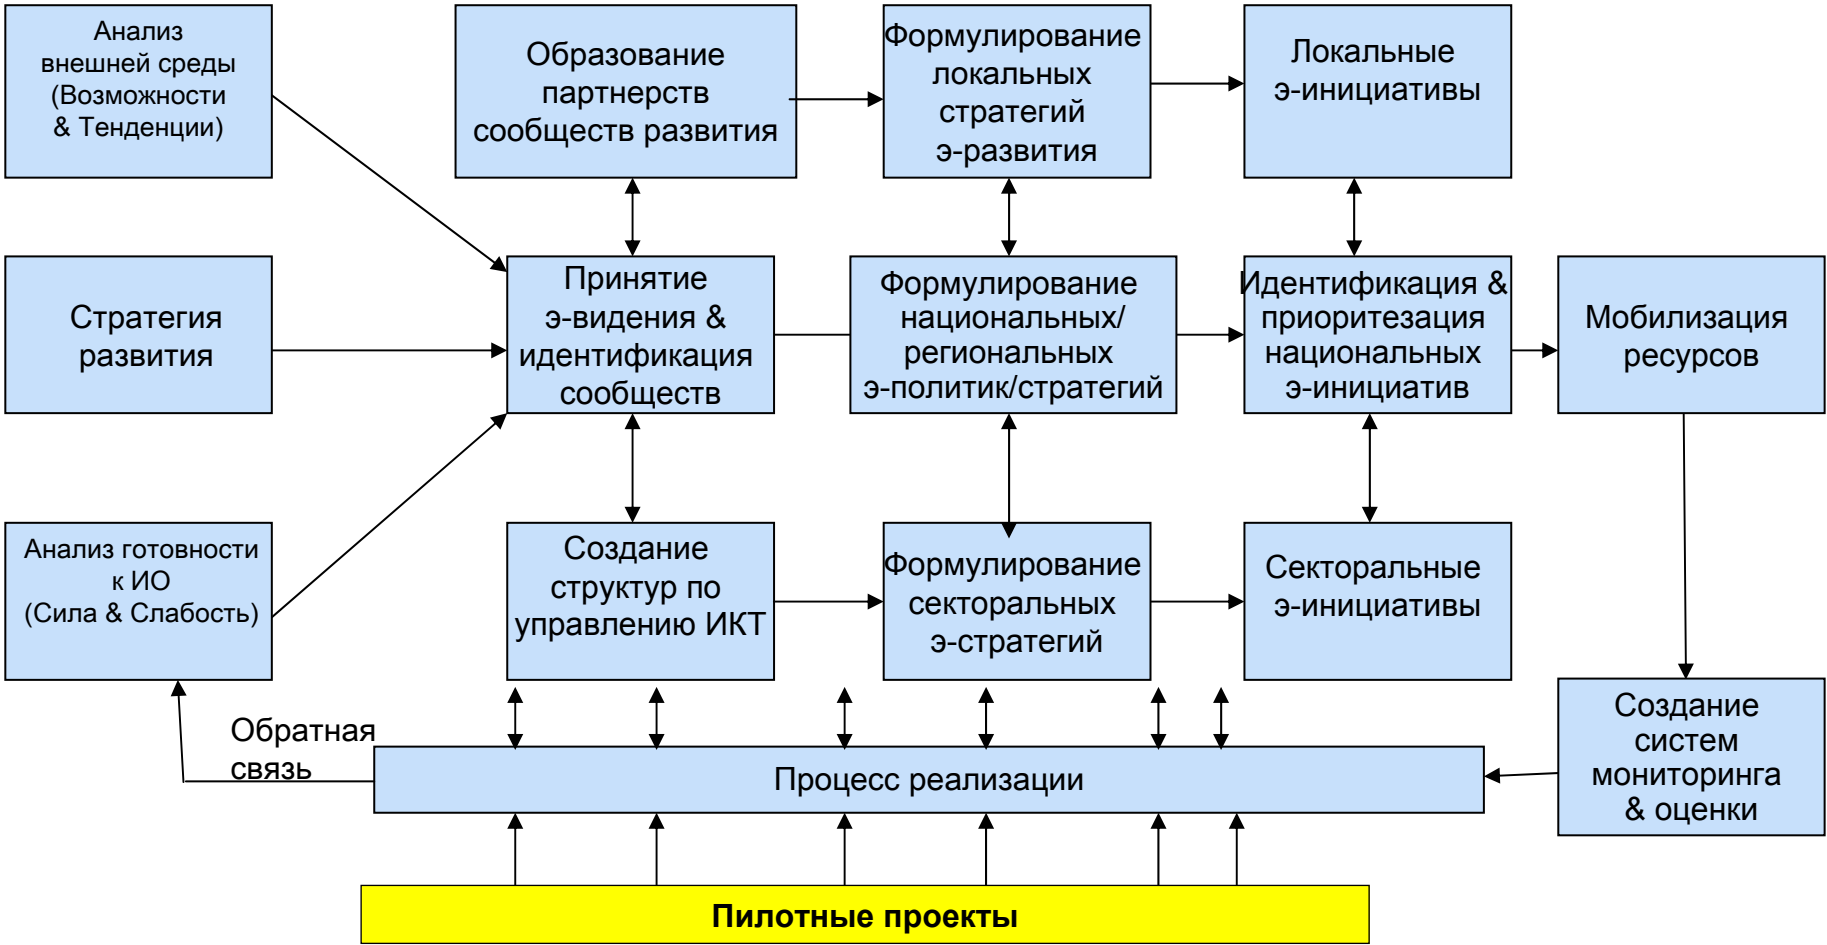 Анализ
внешней среды
(Возможности
& Тенденции)
Образование
партнерств
сообществ развития
Формулирование
локальных
стратегий
э-развития
Локальные
э-инициативы
Стратегия
развития
Принятие
э-видения &
идентификация
сообществ
Формулирование
национальных/
региональных
э-политик/стратегий
Идентификация &
приоритезация
национальных
э-инициатив
Мобилизация
ресурсов
Анализ готовности
к ИО
(Сила & Слабость)
Создание
структур по
управлению ИКТ
Формулирование
секторальных
э-стратегий
Секторальные
э-инициативы
Обратная
связь
Процесс реализации
Создание
систем
мониторинга
& оценки
Пилотные проекты